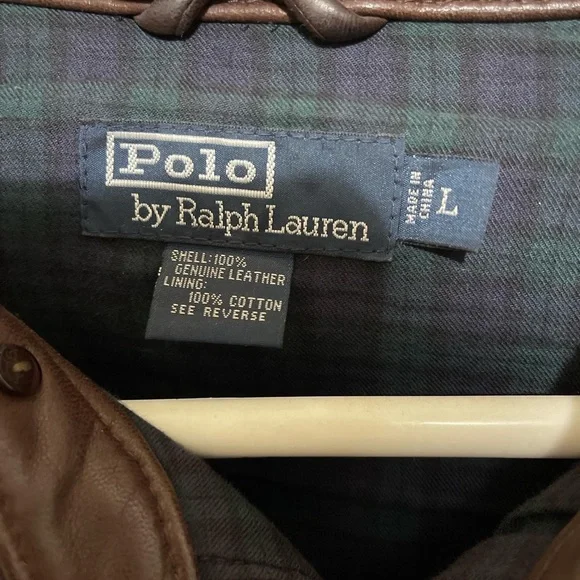 Polo
by Ralph Lauren
MADE IN
CHINA
L
SHELL:100%
GENUINE LEATHER
LINING:
100% COTTON
SEE REVERSE